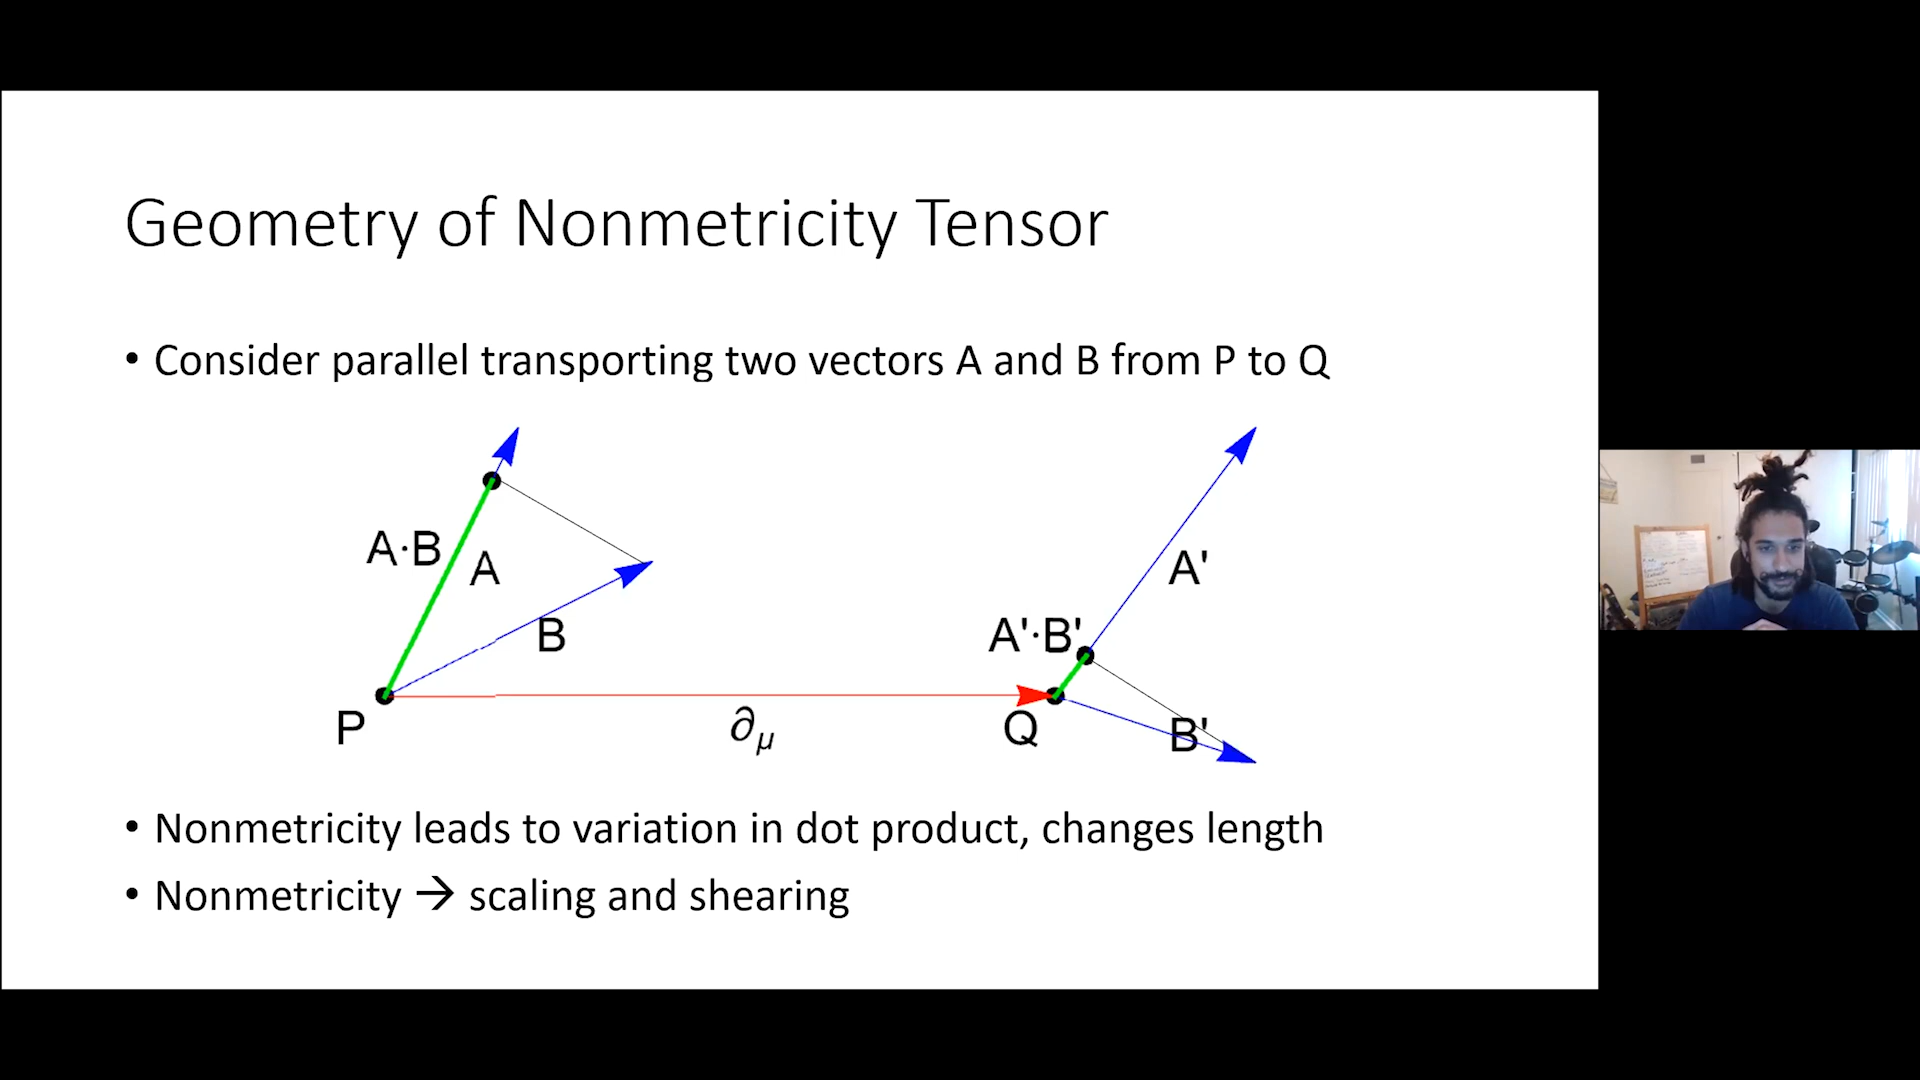 Geometry of Nonmetricity Tensor
• Consider parallel transporting two vectors A and B from P to Q
A·B
A
B
P
∂μ
A'
A'·B'
Q
B'
• Nonmetricity leads to variation in dot product, changes length
• Nonmetricity → scaling and shearing